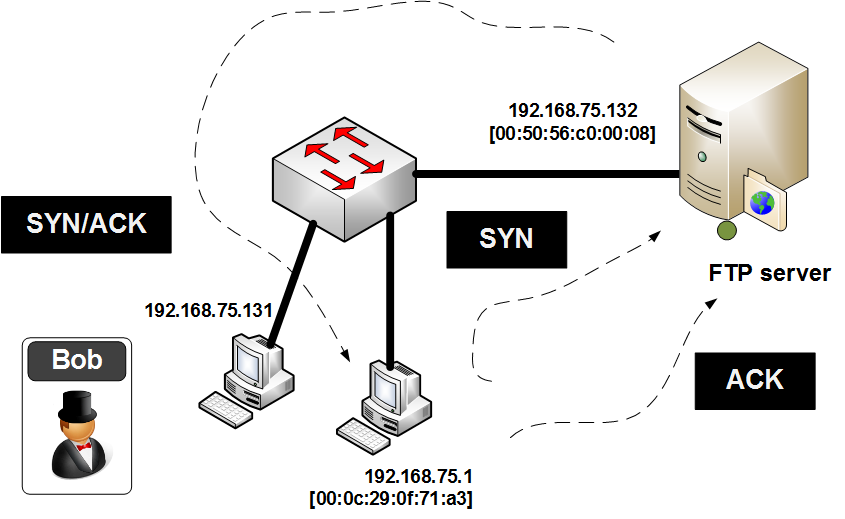 192.168.75.132
[00:50:56:c0:00:08]
SYN/ACK
SYN
FTP server
192.168.75.131
Bob
ACK
192.168.75.1
[00:0c:29:0f:71:a3]